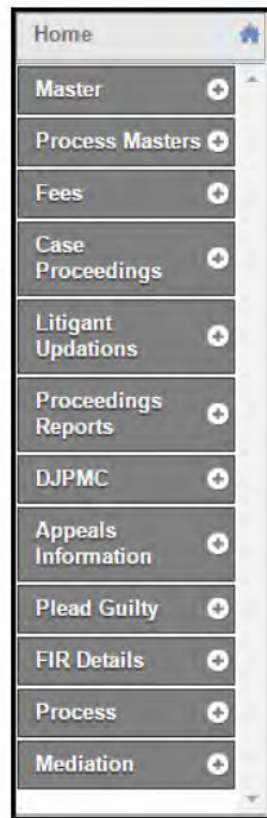 Home
Master
Process Masters
Fees
Case
Proceedings
Litigant
Updations
Proceedings
Reports
DJPMC
Appeals
Information
Plead Guilty
FIR Details
Process
Mediation